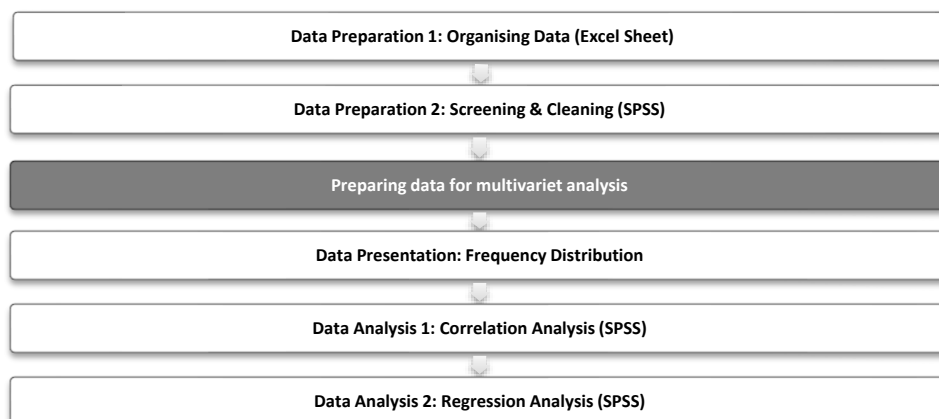 Data Preparation 1: Organising Data (Excel Sheet)
Data Preparation 2: Screening & Cleaning (SPSS)
Preparing data for multivariet analysis
Data Presentation: Frequency Distribution
Data Analysis 1: Correlation Analysis (SPSS)
Data Analysis 2: Regression Analysis (SPSS)